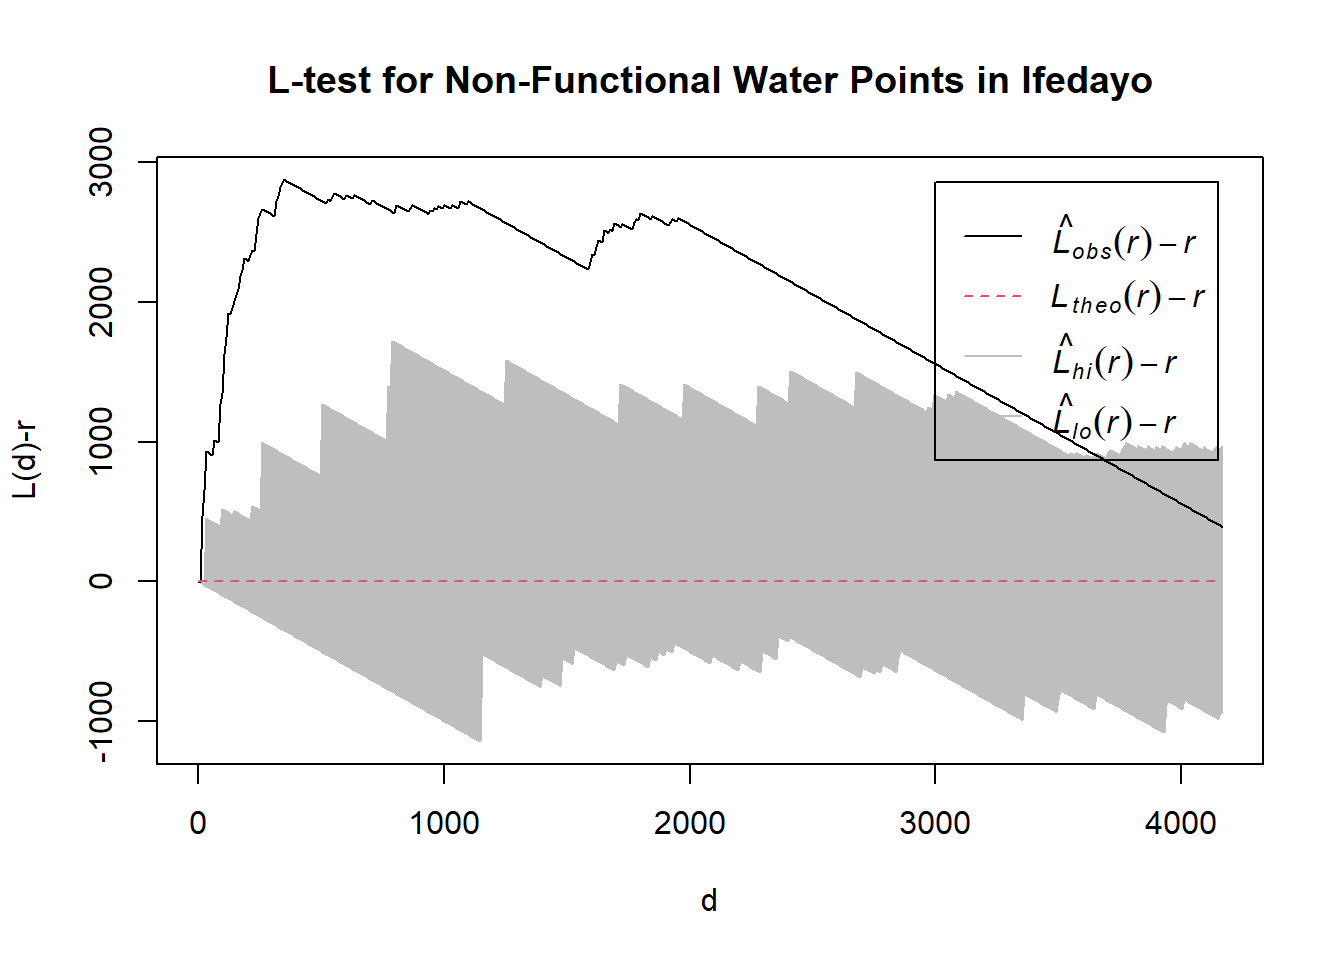 L-test for Non-Functional Water Points in Ifedayo
L(d)-r
3000
2000
1000
0
-1000
L̂obs(r) – r
Ltheo(r) – r
L̂hi(r) – r
L̂lo(r) – r
0 1000 2000 3000 4000
d